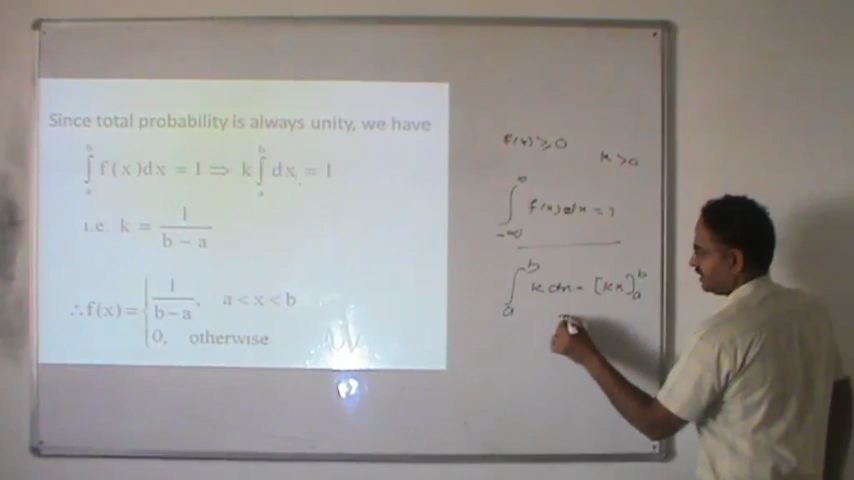 Since total probability is always unity, we have
∫ₐᵇ f(x)dx = 1 ⇒ k ∫ₐᵇ dx = 1
i.e. k = 1/(b – a)
∴ f(x) = { 1/(b–a), a < x < b
0, otherwise
f(x) ≥ 0
k > 0
∫₋∞^∞ f(x) dx = 1
∫ₐᵇ k dx = [kx]ₐᵇ